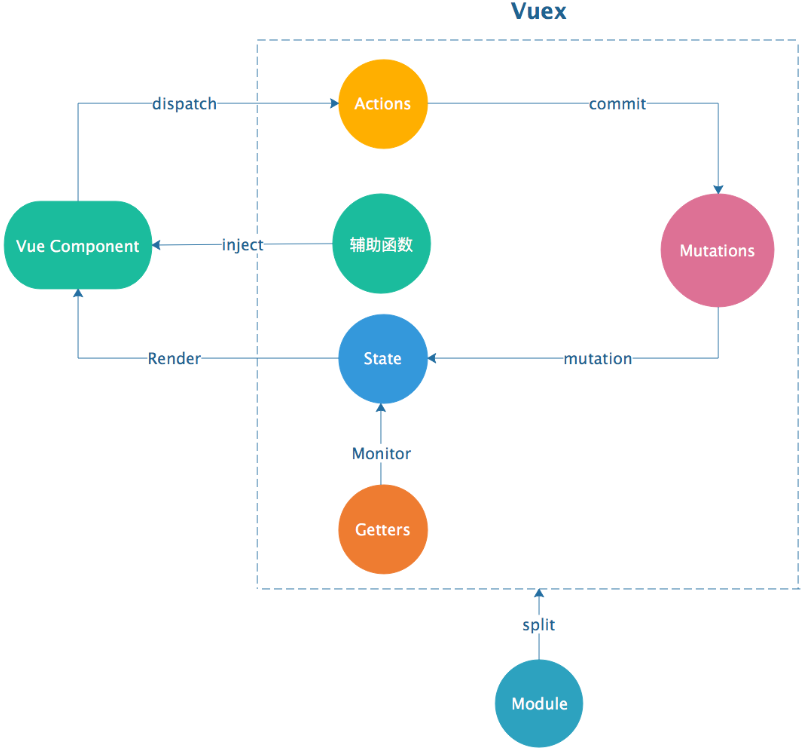 Vuex
dispatch
Actions
commit
Vue Component
inject
辅助函数
Mutations
Render
State
mutation
Monitor
Getters
split
Module